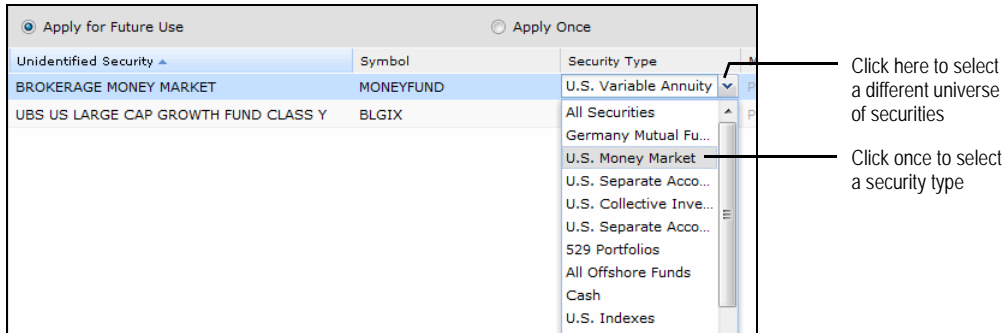 Apply for Future Use
Apply Once
Unidentified Security
Symbol
Security Type
BROKERAGE MONEY MARKET
MONEYFUND
U.S. Variable Annuity
UBS US LARGE CAP GROWTH FUND CLASS Y
BLGIX
All Securities
Germany Mutual Fu...
U.S. Money Market
U.S. Separate Acco...
U.S. Collective Inve...
U.S. Separate Acco...
529 Portfolios
All Offshore Funds
Cash
U.S. Indexes
Click here to select
a different universe
of securities
Click once to select
a security type